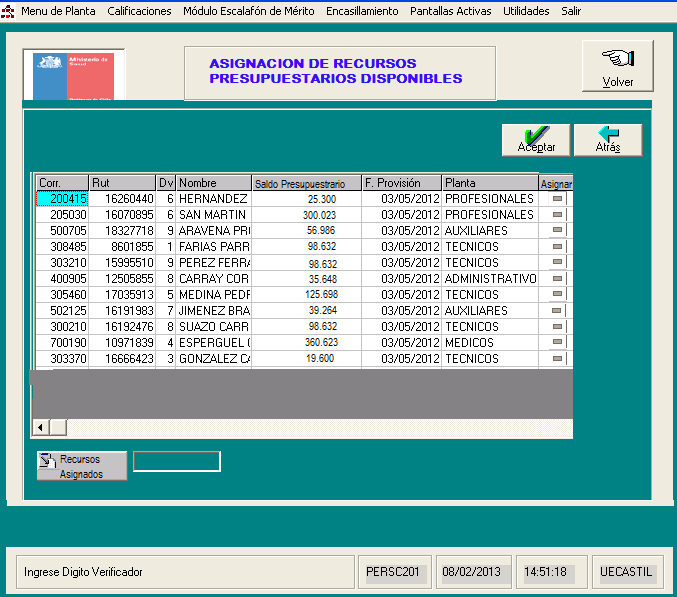 Menu de Planta Calificaciones Módulo Escalafón de Mérito Encasillamiento Pantallas Activas Utilidades Salir
Ministerio de
Salud
ASIGNACION DE RECURSOS
PRESUPUESTARIOS DISPONIBLES
Volver
Aceptar Atrás
Corr. Rut Dv Nombre Saldo Presupuestrario F. Provisión Planta Asignar
200415 16260440 6 HERNANDEZ 25.300 03/05/2012 PROFESIONALES
205030 16070895 6 SAN MARTIN 300.023 03/05/2012 PROFESIONALES
500705 18327718 9 ARAVENA PR 56.986 03/05/2012 AUXILIARES
308485 8601855 1 FARIAS PARR 98.632 03/05/2012 TECNICOS
303210 15995510 9 PEREZ FERRA 98.632 03/05/2012 TECNICOS
400905 12505855 8 CARRAY COR 35.648 03/05/2012 ADMINISTRATIVO
305460 17035913 5 MEDINA PEDF 125.698 03/05/2012 TECNICOS
502125 16191983 7 JIMENEZ BRA 39.264 03/05/2012 AUXILIARES
300210 16192476 8 SUAZO CARR 98.632 03/05/2012 TECNICOS
700190 10971839 4 ESPERGUEL 360.623 03/05/2012 MEDICOS
303370 16666423 3 GONZALEZ CA 19.600 03/05/2012 TECNICOS
Recursos
Asignados
Ingrese Digito Verificador PERSC201 08/02/2013 14:51:18 UECASTIL